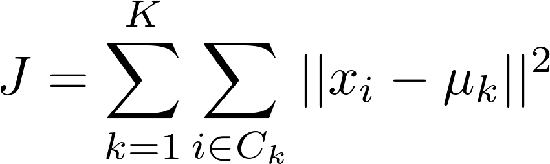 J = \sum_{k=1}^{K} \sum_{i \in C_k} ||x_i - \mu_k||^2